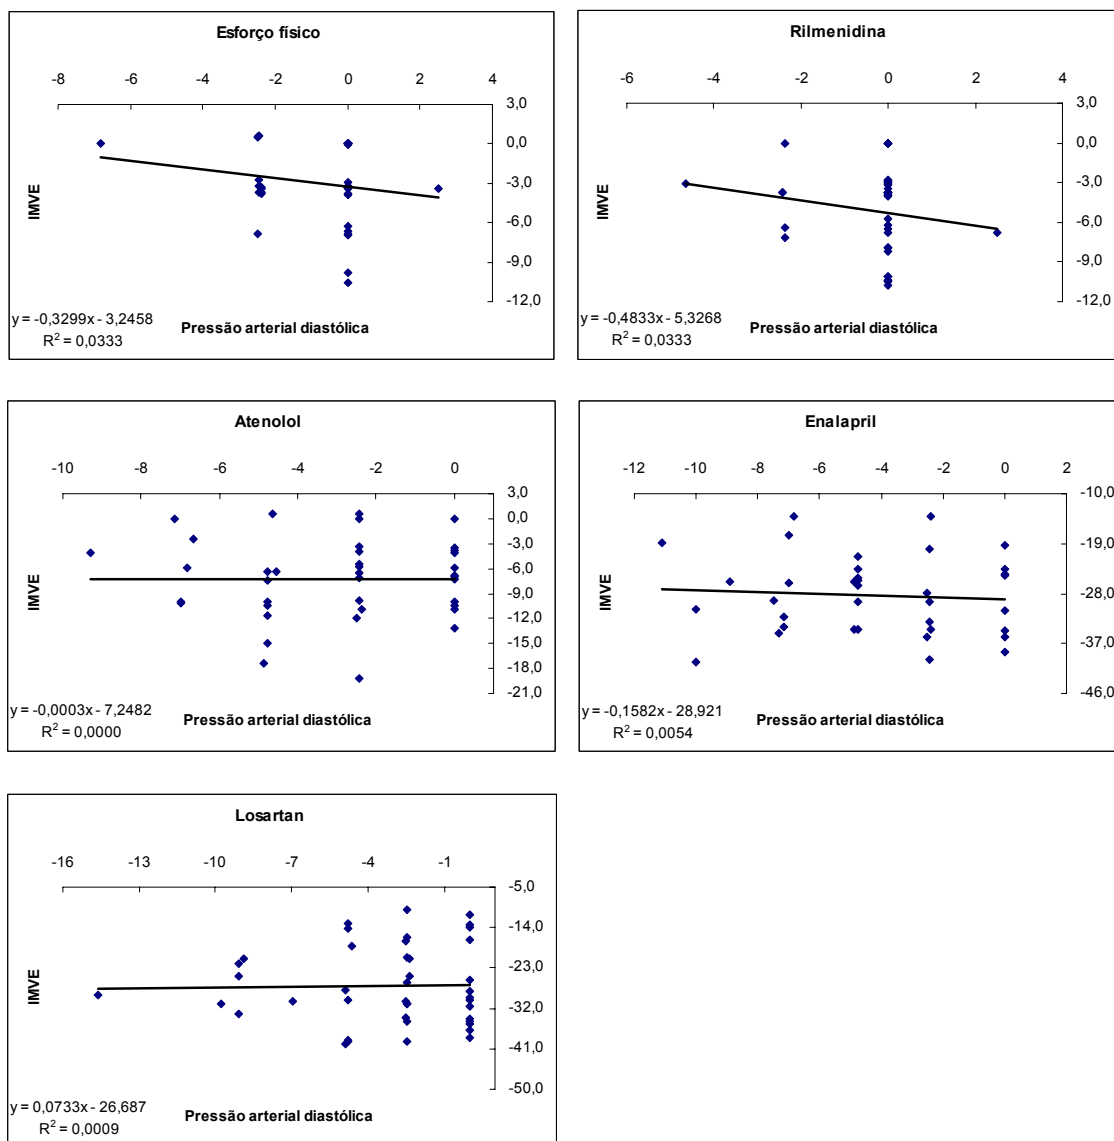 Esforço físico
-8 -6 -4 -2 0 2 4
3,0
0,0
-3,0
-6,0
-9,0
-12,0
IMVE
y = -0,3299x - 3,2458
R² = 0,0333
Pressão arterial diastólica
Rilmenidina
-6 -4 -2 0 2 4
3,0
0,0
-3,0
-6,0
-9,0
-12,0
IMVE
y = -0,4833x - 5,3268
R² = 0,0333
Pressão arterial diastólica
Atenolol
-10 -8 -6 -4 -2 0
3,0
0,0
-3,0
-6,0
-9,0
-12,0
-15,0
-18,0
-21,0
IMVE
y = -0,0003x - 7,2482
R² = 0,0000
Pressão arterial diastólica
Enalapril
-12 -10 -8 -6 -4 -2 0 2
-10,0
-19,0
-28,0
-37,0
-46,0
IMVE
y = -0,1582x - 28,921
R² = 0,0054
Pressão arterial diastólica
Losartan
-16 -13 -10 -7 -4 -1
-5,0
-14,0
-23,0
-32,0
-41,0
-50,0
IMVE
y = 0,0733x - 26,687
R² = 0,0009
Pressão arterial diastólica